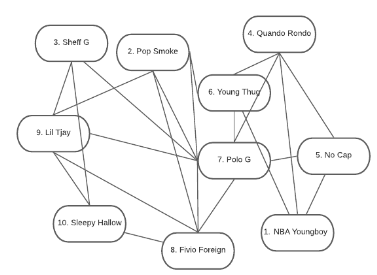 4. Quando Rondo
3. Sheff G
2. Pop Smoke
6. Young Thug
9. Lil Tjay
7. Polo G
5. No Cap
10. Sleepy Hallow
1. NBA Youngboy
8. Fivio Foreign